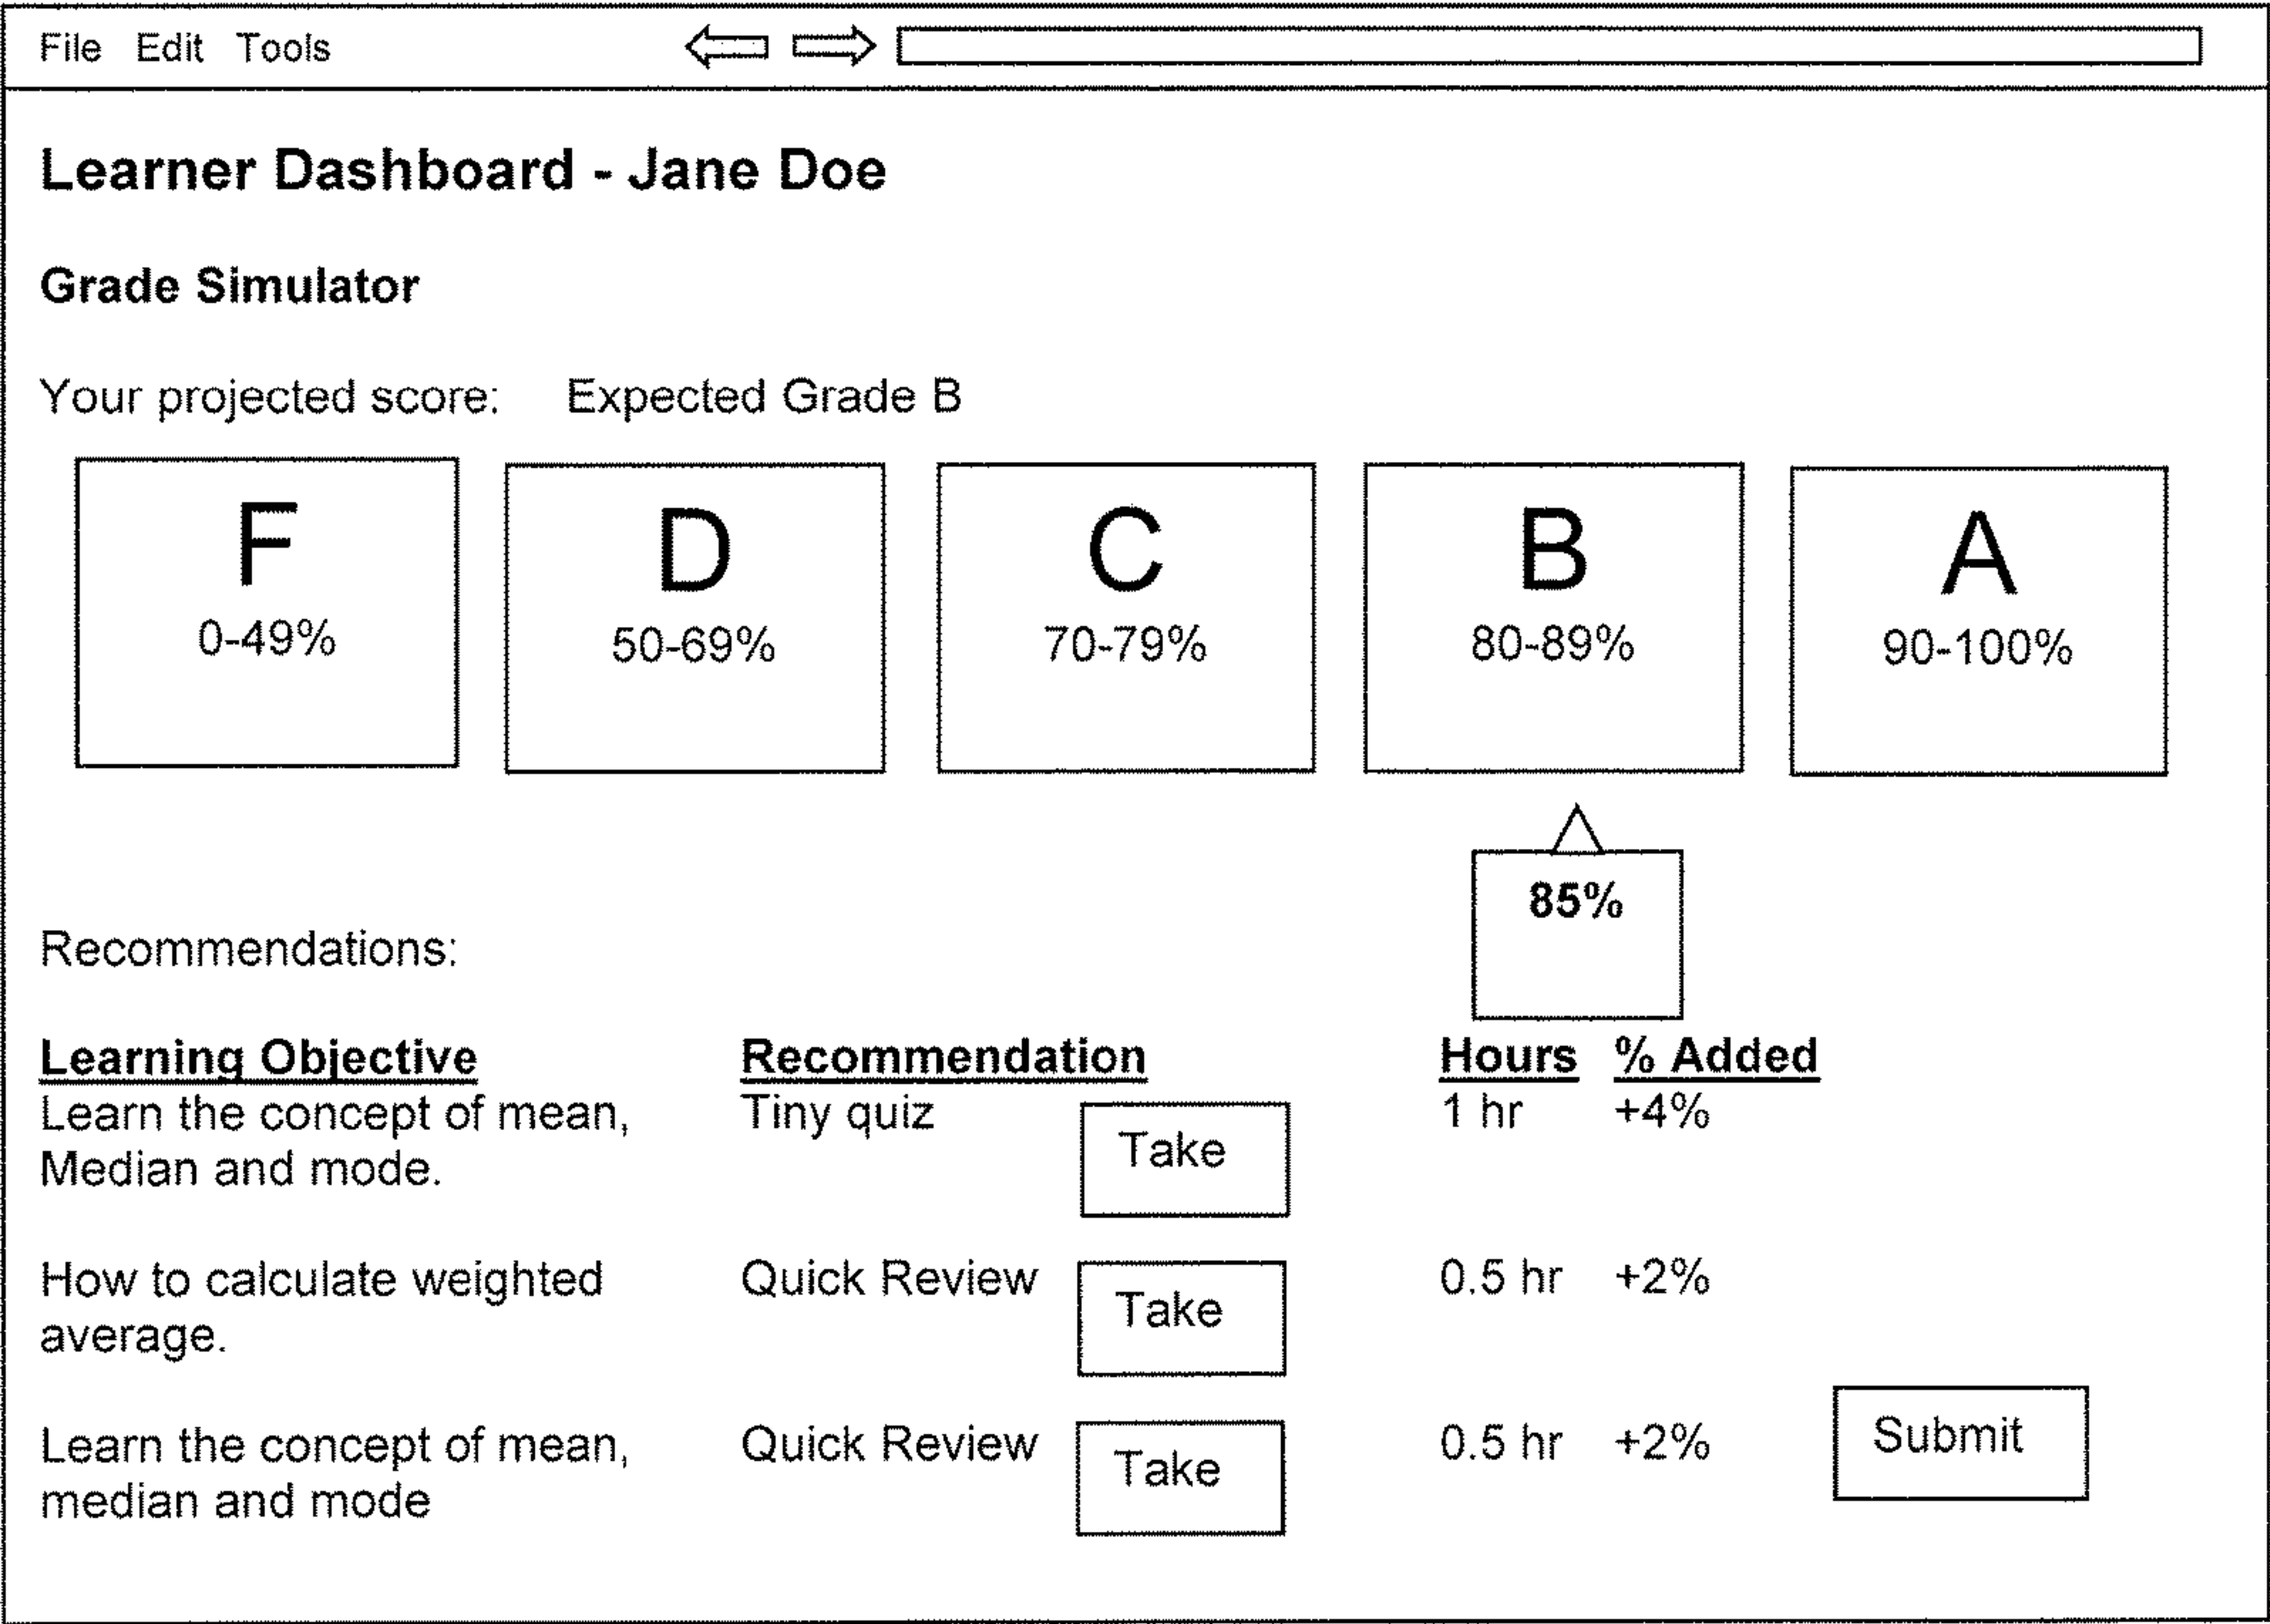 File Edit Tools
Learner Dashboard - Jane Doe
Grade Simulator
Your projected score: Expected Grade B
F D C B A
0-49% 50-69% 70-79% 80-89% 90-100%
85%
Recommendations:
Learning Objective Recommendation Hours % Added
Learn the concept of mean, Tiny quiz Take 1 hr +4%
Median and mode.
How to calculate weighted Quick Review Take 0.5 hr +2%
average.
Learn the concept of mean, Quick Review Take 0.5 hr +2% Submit
median and mode